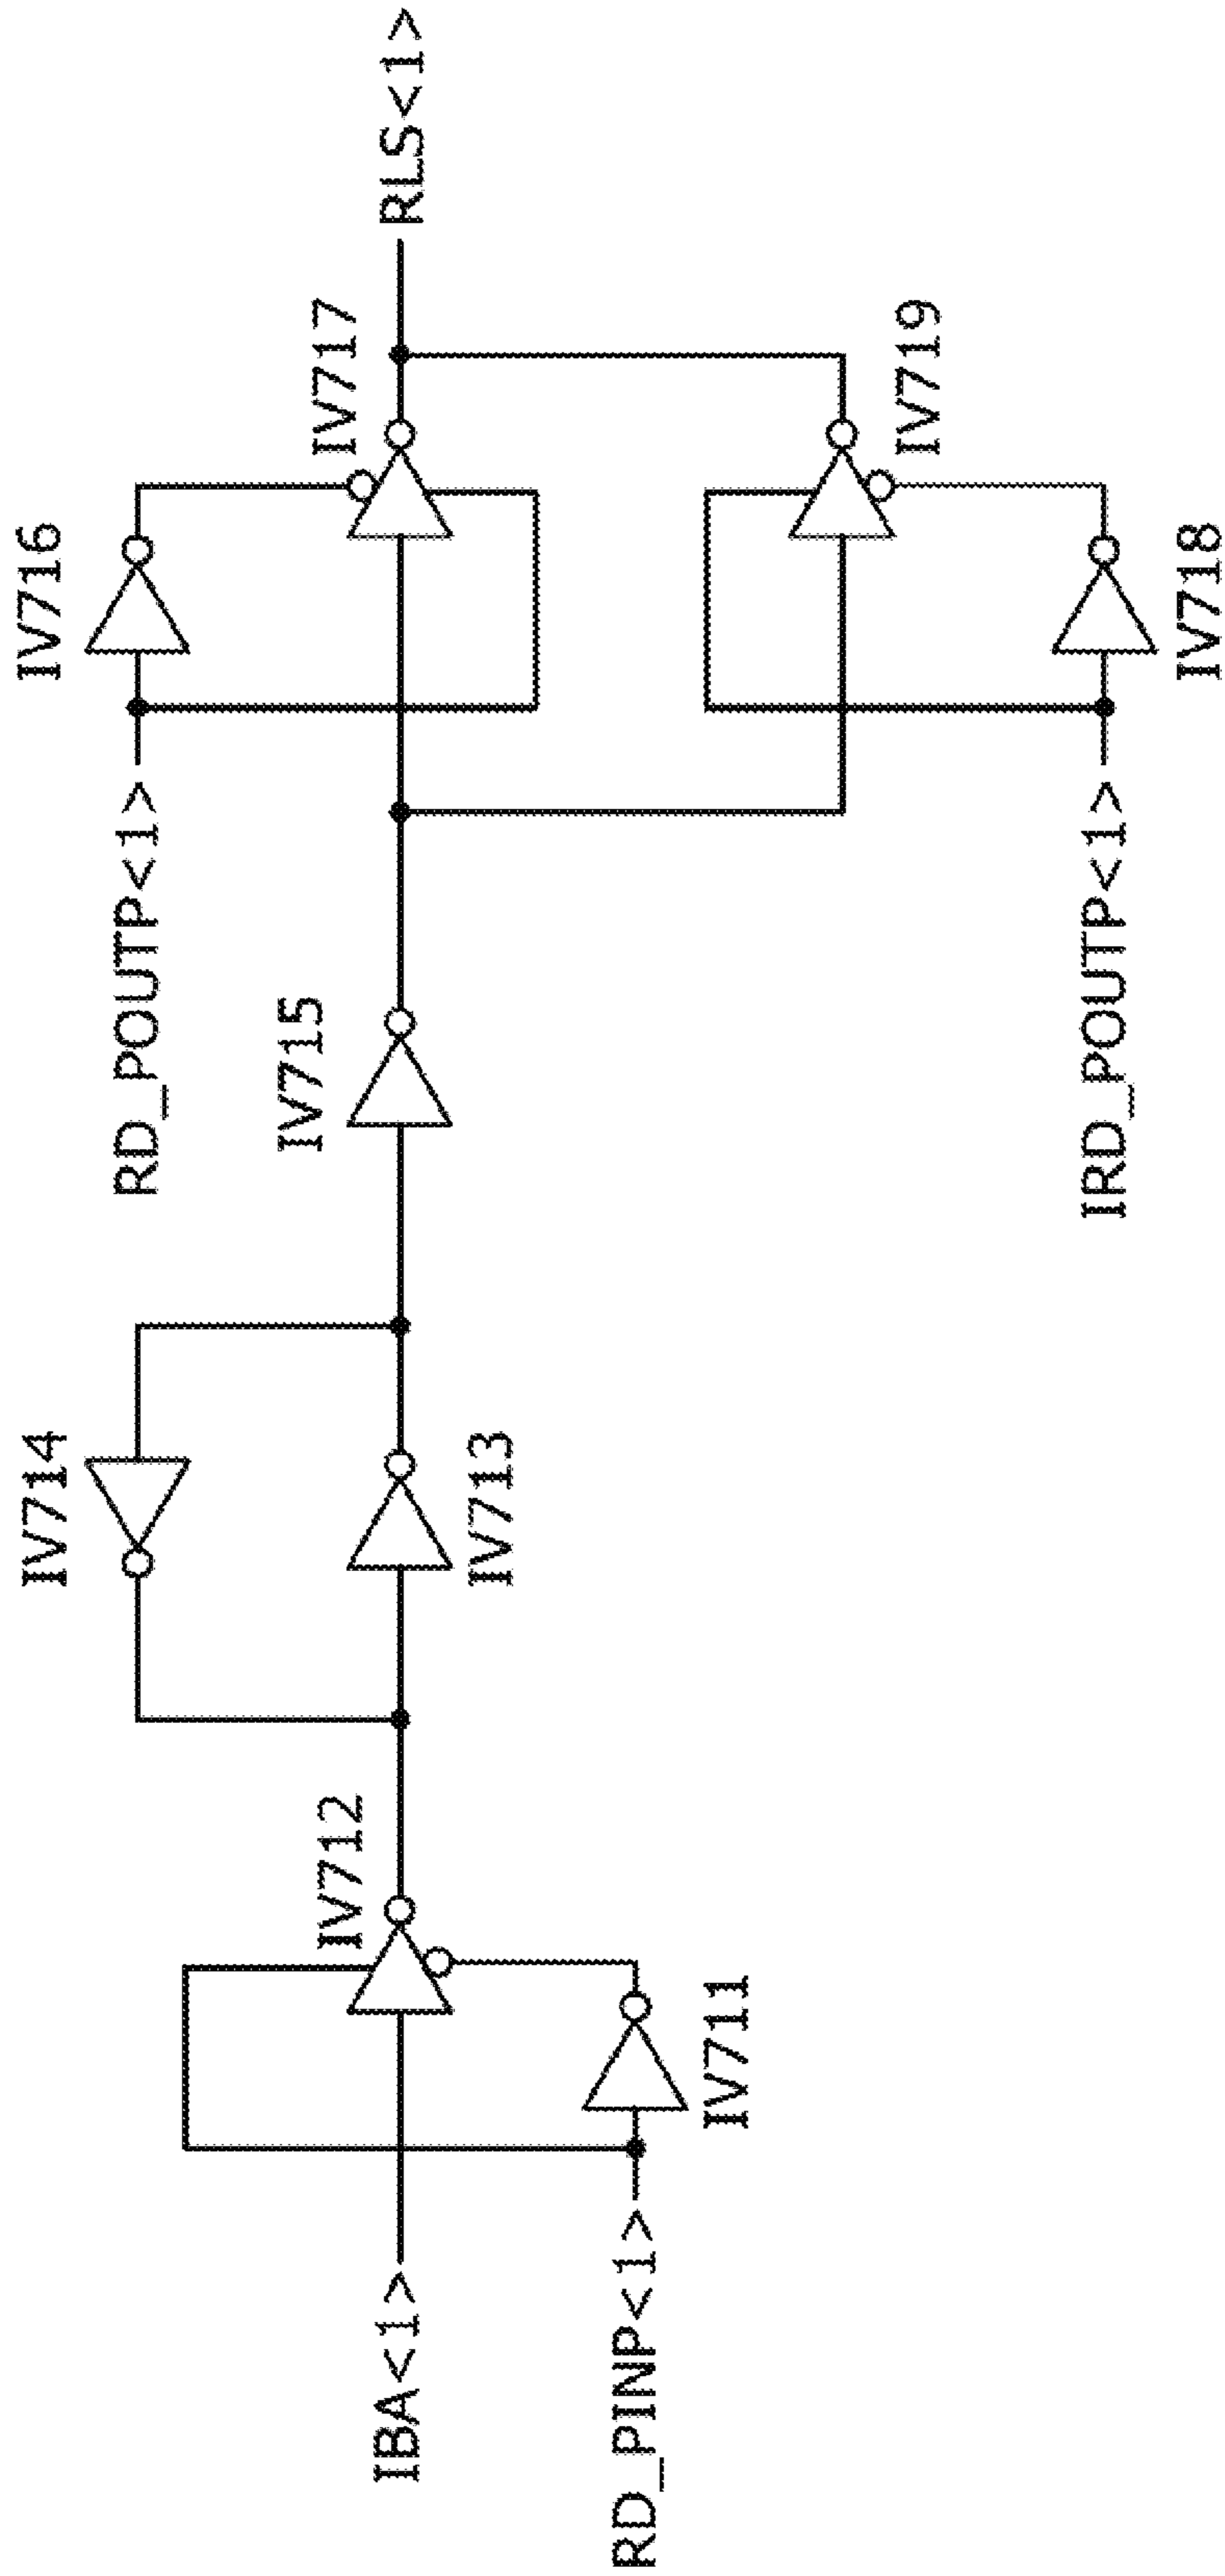 IBA<1>
RD_PINP<1>
IV711
IV712
IV714
IV713
IV715
RD_POUTP<1>
IV716
IV717
RLS<1>
IRD_POUTP<1>
IV718
IV719